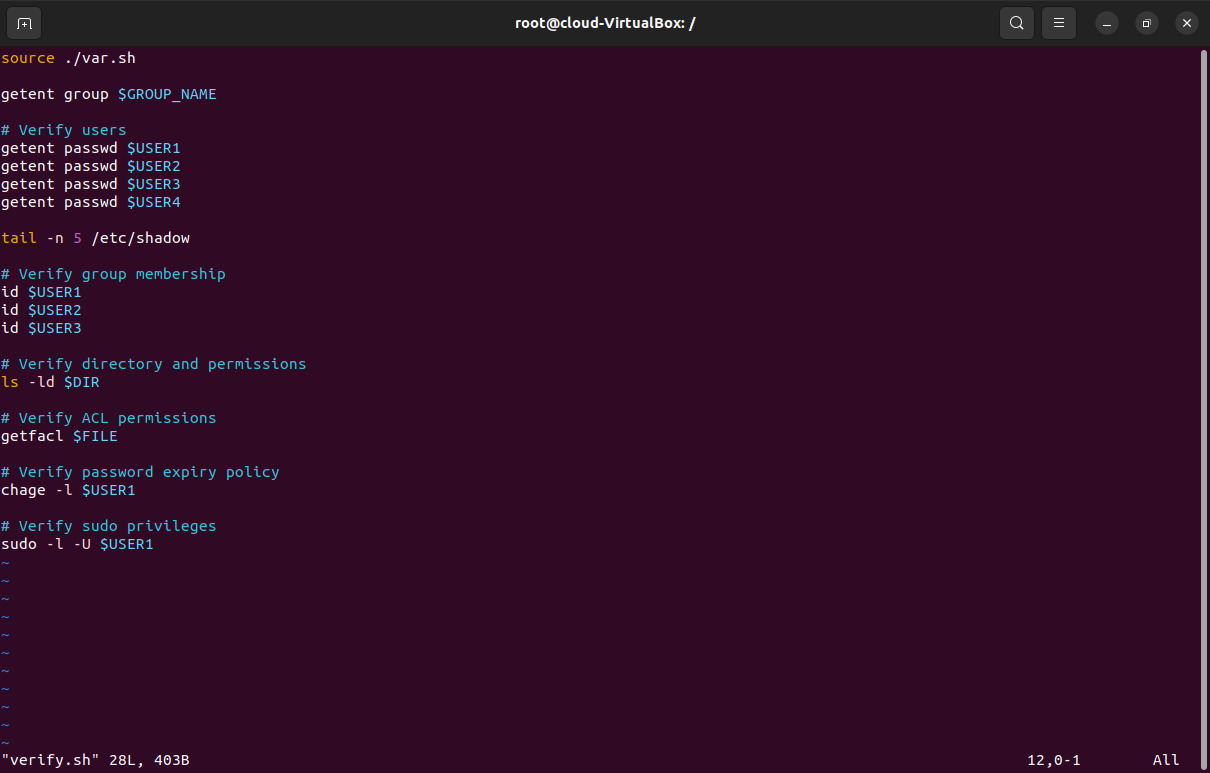 root@cloud-VirtualBox: /
source ./var.sh
getent group $GROUP_NAME
# Verify users
getent passwd $USER1
getent passwd $USER2
getent passwd $USER3
getent passwd $USER4
tail -n 5 /etc/shadow
# Verify group membership
id $USER1
id $USER2
id $USER3
# Verify directory and permissions
ls -ld $DIR
# Verify ACL permissions
getfacl $FILE
# Verify password expiry policy
chage -l $USER1
# Verify sudo privileges
sudo -l -U $USER1
~
~
~
~
~
~
~
~
~
~
~
"verify.sh" 28L, 403B 12,0-1 All